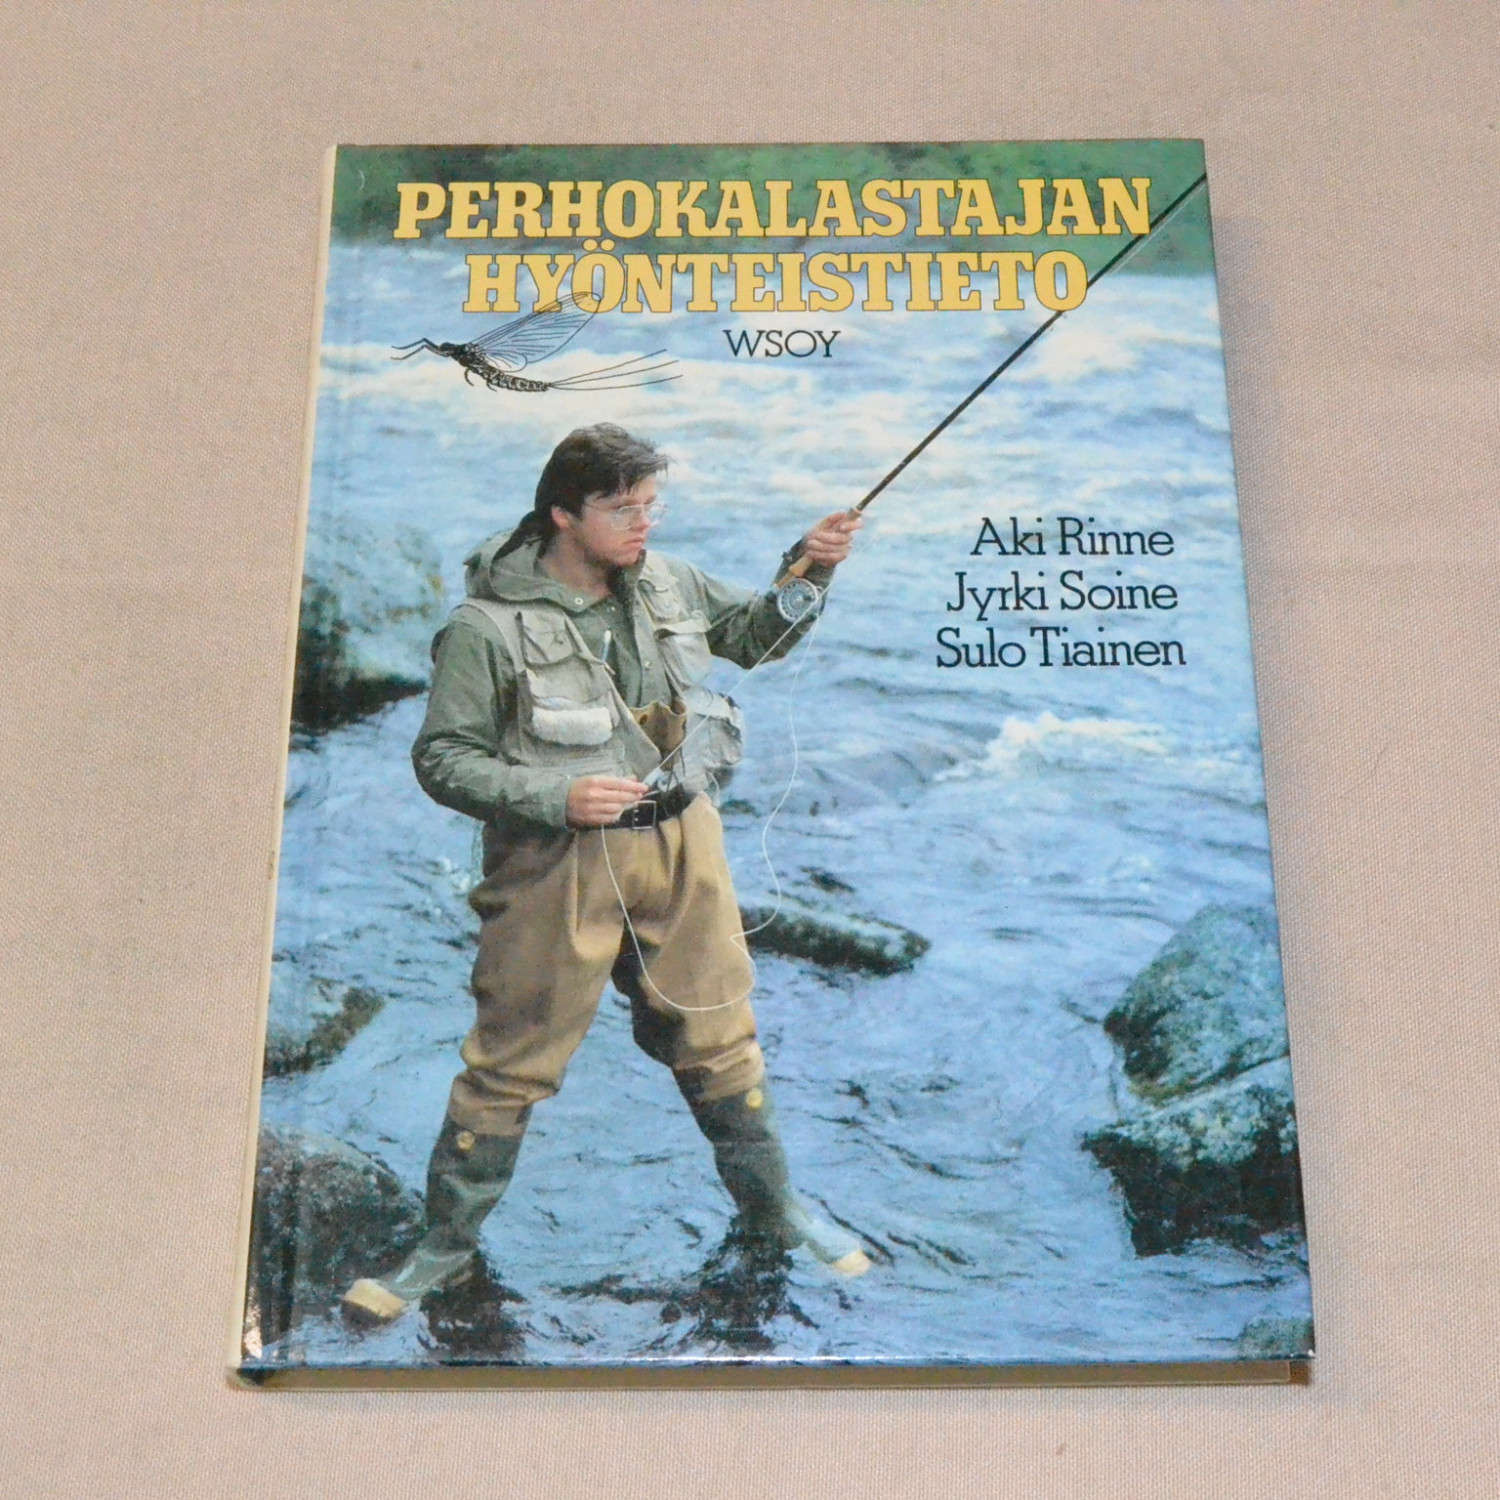 PERHOKALASTAJAN
HYÖNTEISTIETO
WSOY
Aki Rinne
Jyrki Soine
Sulo Tiainen